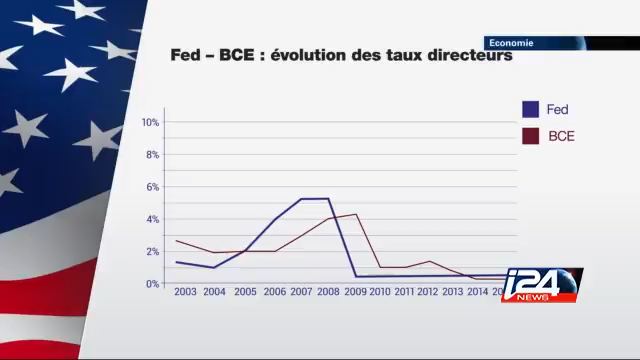 Economie
Fed – BCE : évolution des taux directeurs
Fed
BCE
10%
8%
6%
4%
2%
0%
2003 2004 2005 2006 2007 2008 2009 2010 2011 2012 2013 2014
i24
NEWS